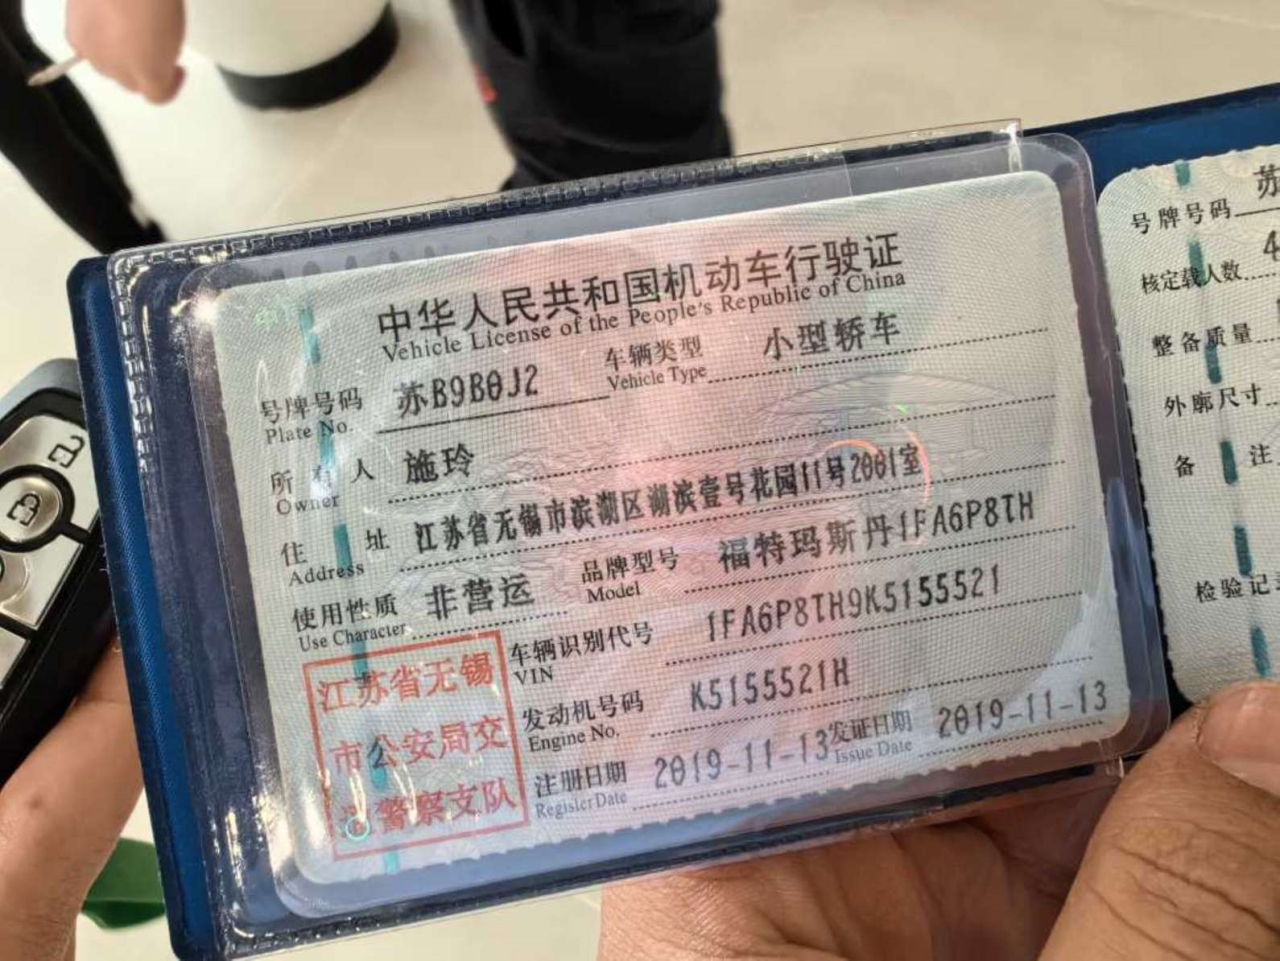 中华人民共和国机动车行驶证
Vehicle License of the People's Republic of China
号牌号码 苏B9B0J2 车辆类型 小型轿车
Plate No. Vehicle Type
所有人 施玲
Owner
住址 江苏省无锡市滨湖区湖滨壹号花园11号2001室
Address
使用性质 非营运 品牌型号 福特玛斯丹1FA6P8TH
Use Character Model
车辆识别代号 1FA6P8TH9K5155521
VIN
发动机号码 K5155521H
Engine No.
注册日期 2019-11-13 发证日期 2019-11-13
Register Date Issue Date
江苏省无锡
市公安局交
通警察支队
号牌号码 苏
核定载人数 4
整备质量
外廓尺寸
备注
检验记